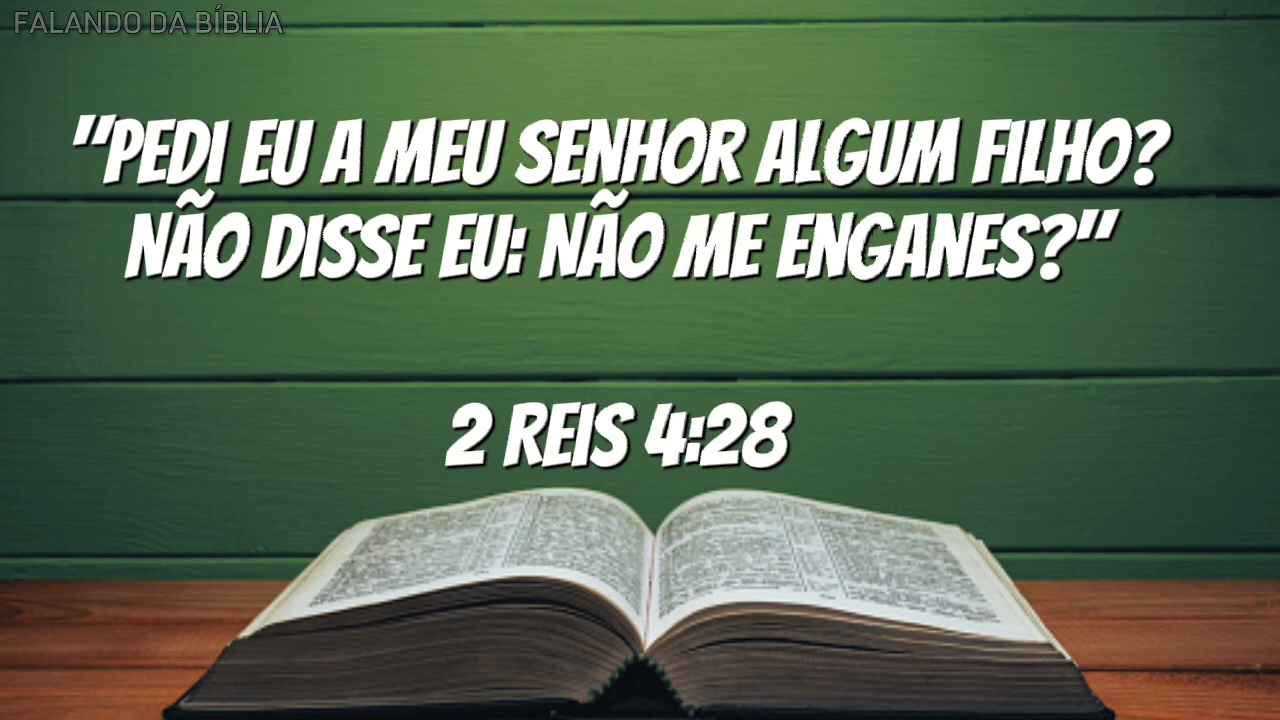 FALANDO DA BÍBLIA
"PEDI EU A MEU SENHOR ALGUM FILHO?
NÃO DISSE EU: NÃO ME ENGANES?"
2 REIS 4:28